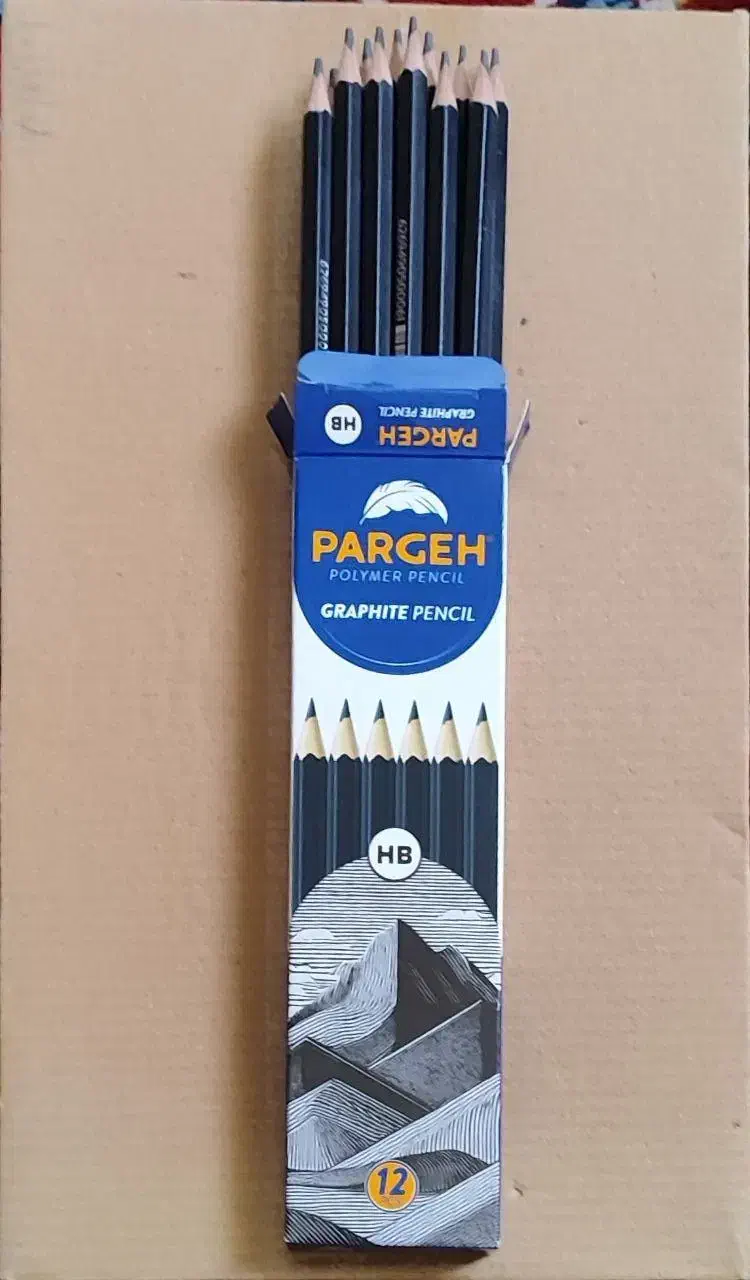 HB
GRAPHITE PENCIL
PARGEH
PARGEH
POLYMER PENCIL
GRAPHITE PENCIL
HB
12